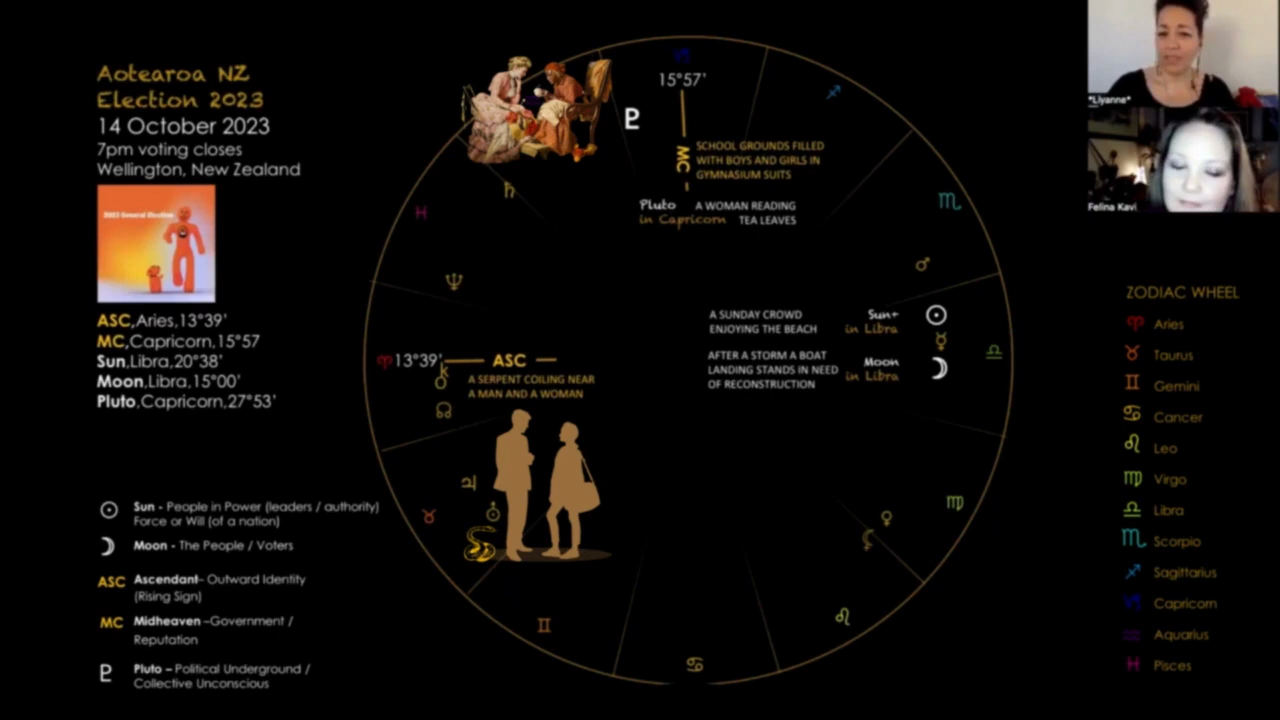 Aotearoa NZ
Election 2023
14 October 2023
7pm voting closes
Wellington, New Zealand
2023 General Election
ASC,Aries,13°39'
MC,Capricorn,15°57
Sun,Libra,20°38'
Moon,Libra,15°00'
Pluto,Capricorn,27°53'
Sun - People in Power (leaders / authority)
Force or Will (of a nation)
Moon - The People / Voters
ASC Ascendant– Outward Identity
(Rising Sign)
MC Midheaven –Government /
Reputation
Pluto – Political Underground /
Collective Unconscious
15°57'
MC
SCHOOL GROUNDS FILLED
WITH BOYS AND GIRLS IN
GYMNASIUM SUITS
Pluto A WOMAN READING
in Capricorn TEA LEAVES
A SUNDAY CROWD Sun+
ENJOYING THE BEACH in Libra
AFTER A STORM A BOAT Moon
LANDING STANDS IN NEED in Libra
OF RECONSTRUCTION
13°39' ASC
A SERPENT COILING NEAR
A MAN AND A WOMAN
*Liyanna*
Felina Kavi
ZODIAC WHEEL
Aries
Taurus
Gemini
Cancer
Leo
Virgo
Libra
Scorpio
Sagittarius
Capricorn
Aquarius
Pisces